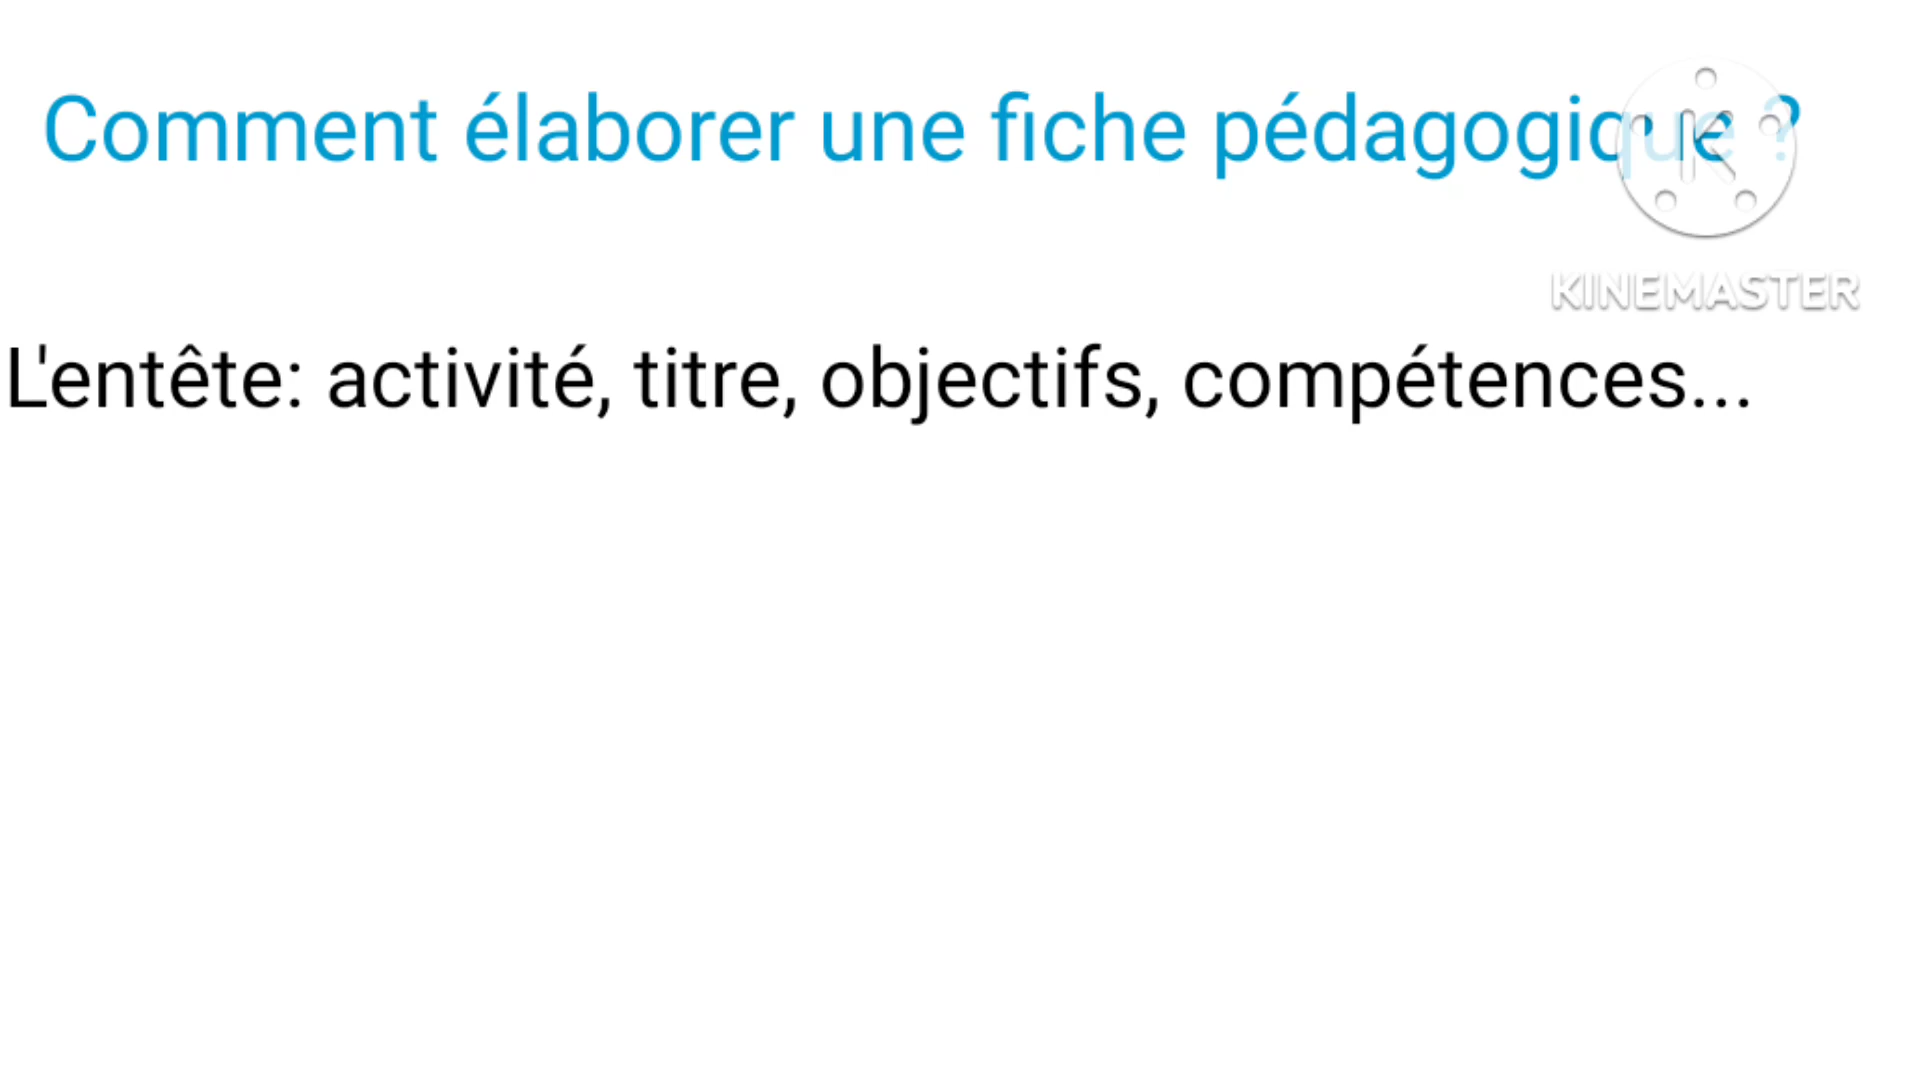 Comment élaborer une fiche pédagogique ?
KINEMASTER
L'entête: activité, titre, objectifs, compétences...